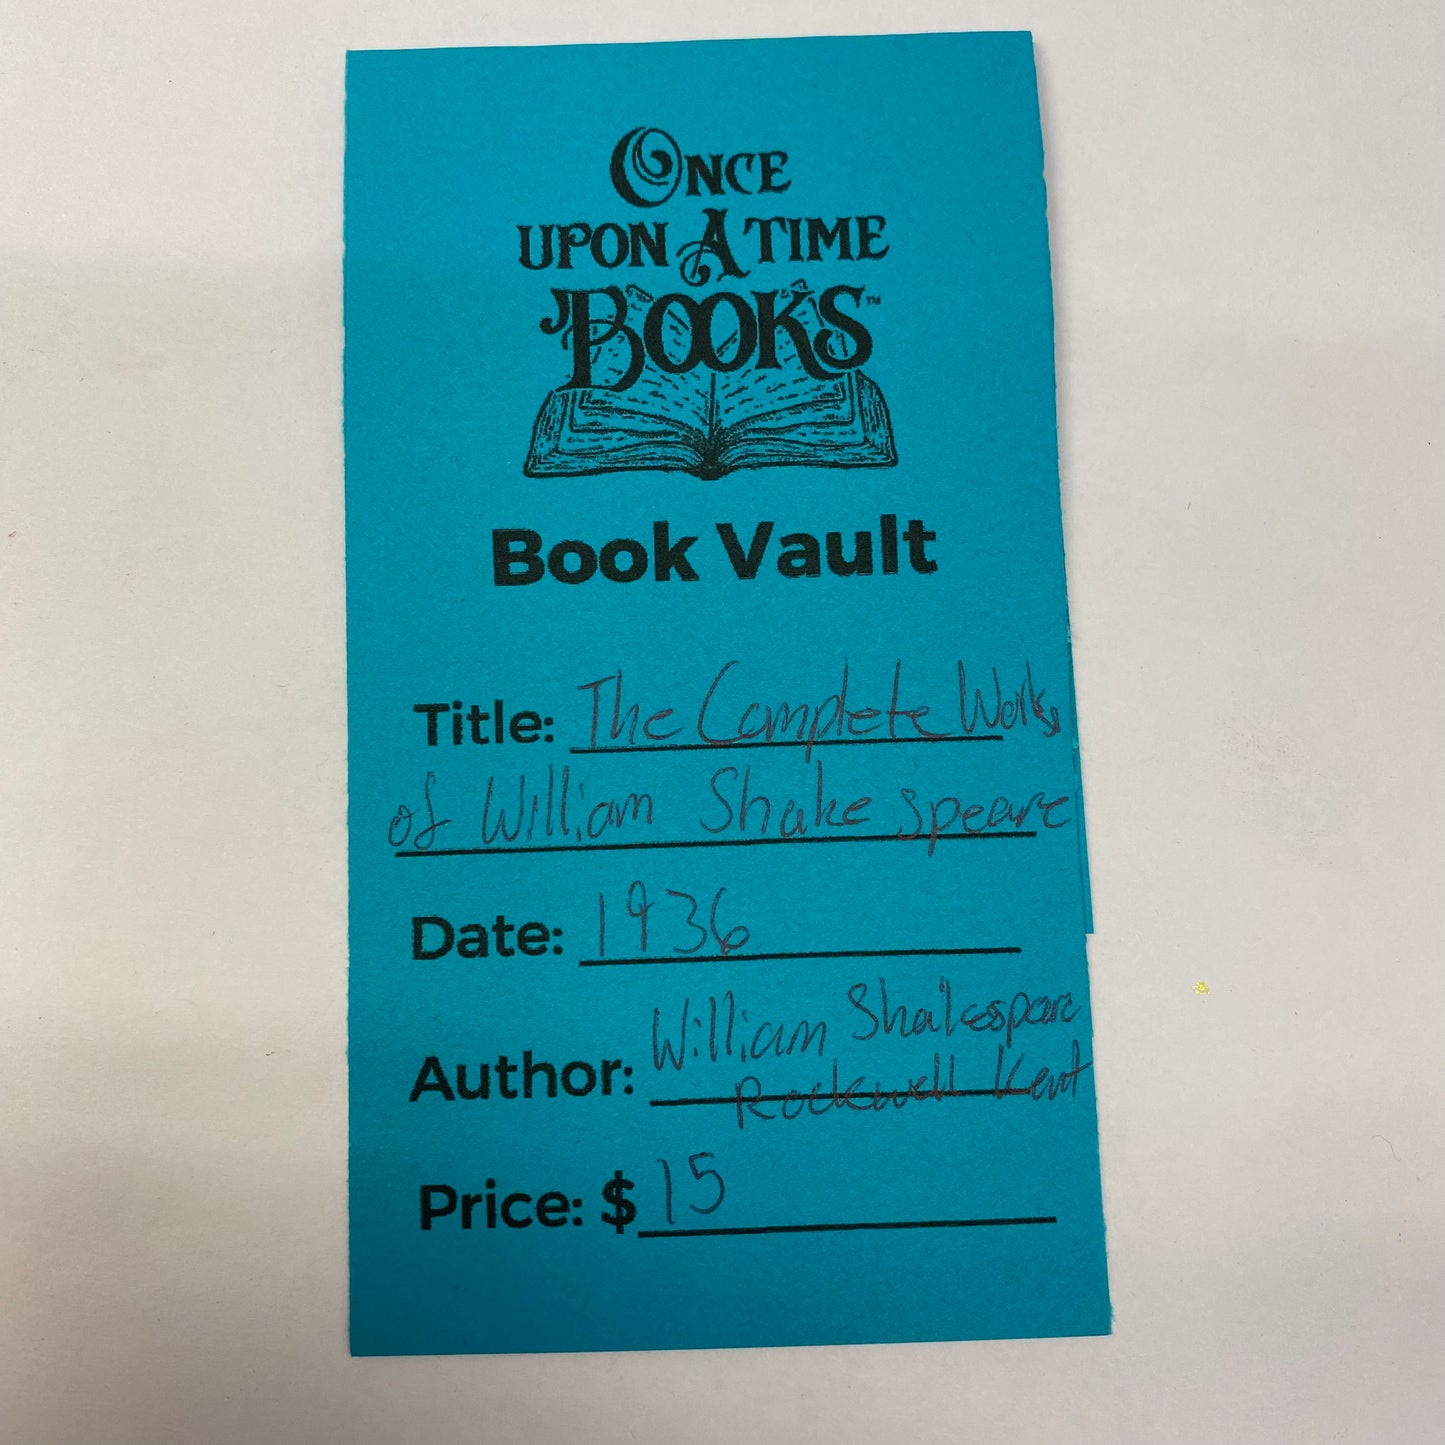 ONCE
UPON A TIME
BOOKS™
Book Vault
Title: The Complete Works
of William Shakespeare
Date: 1936
William Shakespeare
Author: Rockwell Kent
Price: $ 15